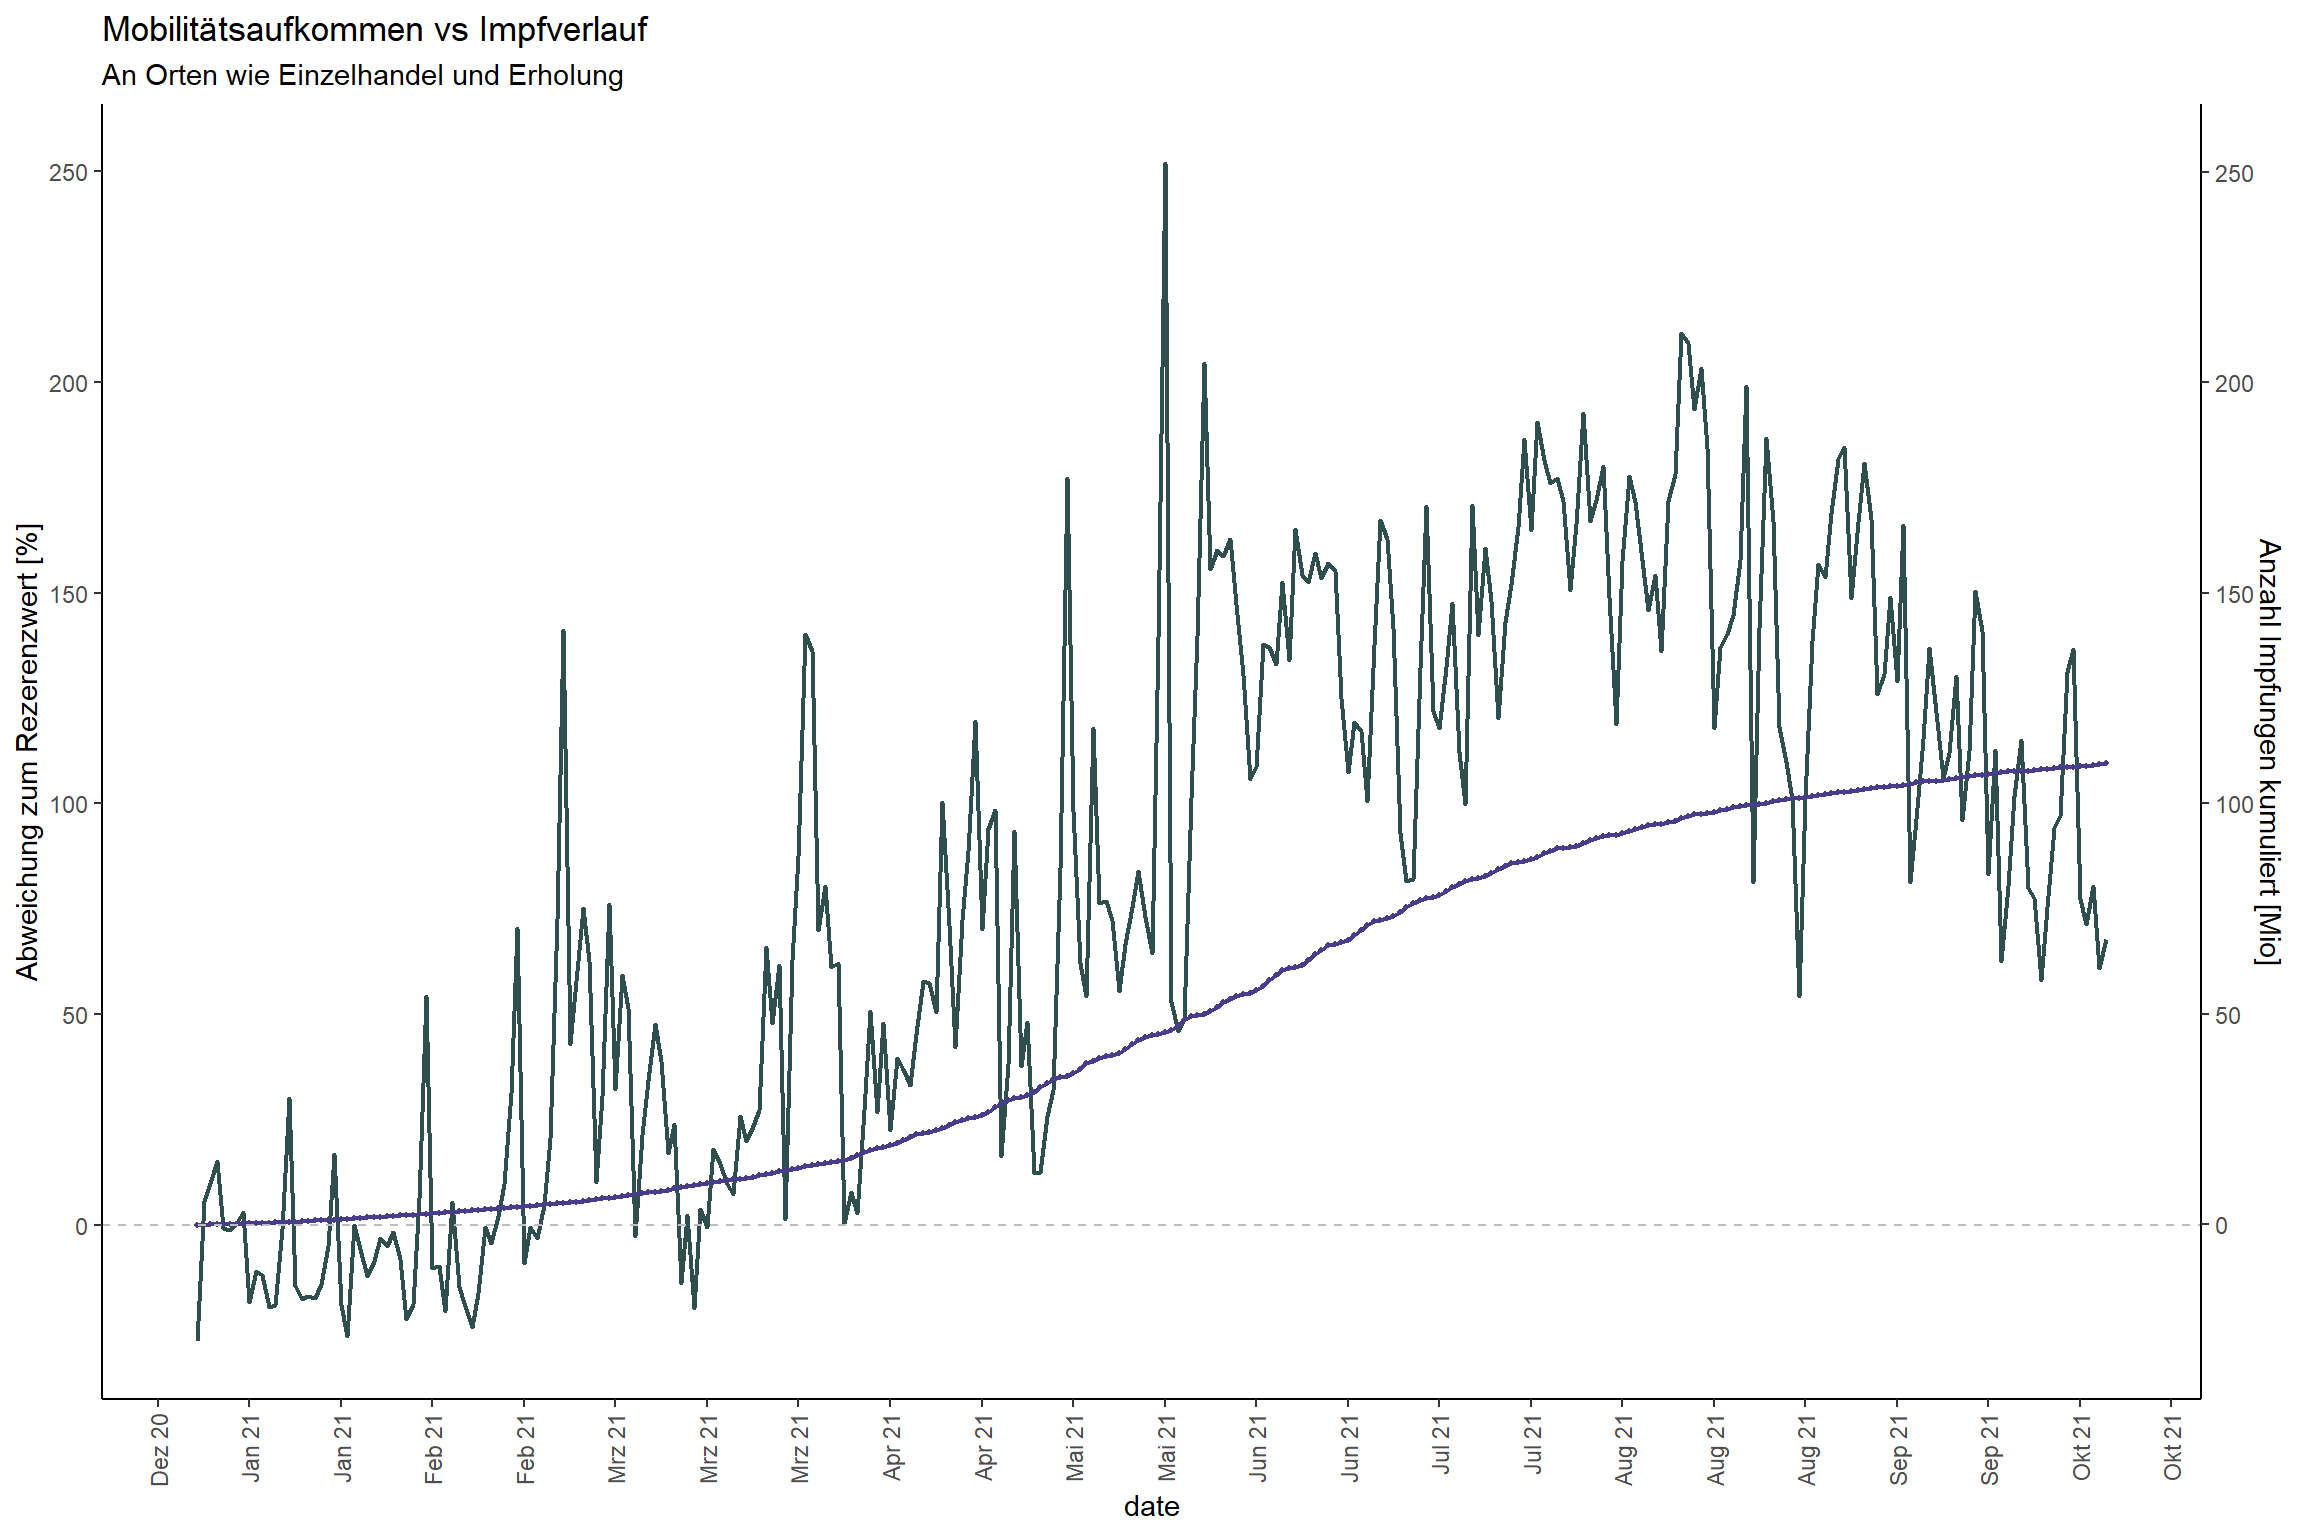 Mobilitätsaufkommen vs Impfverlauf
An Orten wie Einzelhandel und Erholung
Abweichung zum Rezerenzwert [%]
250
200
150
100
50
0
250
200
150
100
50
0
Anzahl Impfungen kumuliert [Mio]
Dez 20
Jan 21
Jan 21
Feb 21
Feb 21
Mrz 21
Mrz 21
Mrz 21
Apr 21
Apr 21
Mai 21
Mai 21
Jun 21
Jun 21
Jul 21
Jul 21
Aug 21
Aug 21
Aug 21
Sep 21
Sep 21
Okt 21
Okt 21
date